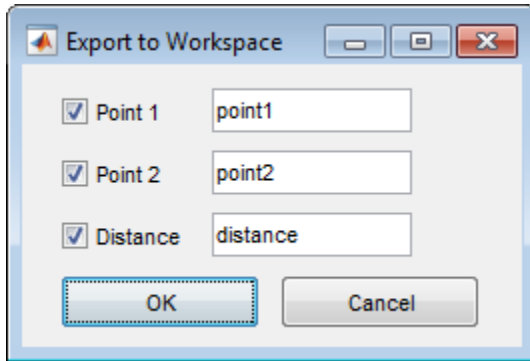 Export to Workspace
Point 1 point1
Point 2 point2
Distance distance
OK Cancel